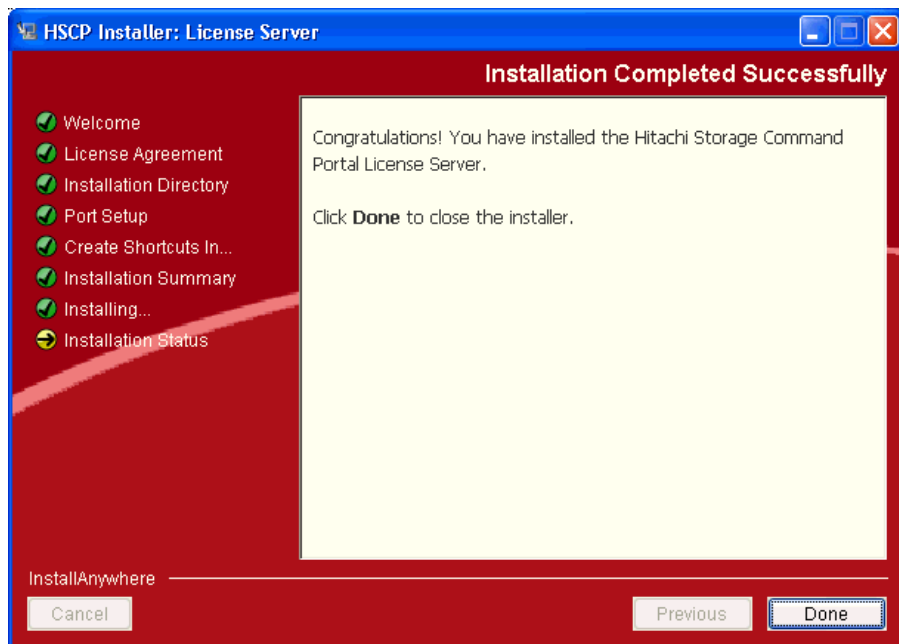 HSCP Installer: License Server
Installation Completed Successfully
Welcome
License Agreement
Installation Directory
Port Setup
Create Shortcuts In...
Installation Summary
Installing...
Installation Status
Congratulations! You have installed the Hitachi Storage Command
Portal License Server.
Click Done to close the installer.
InstallAnywhere
Cancel
Previous
Done